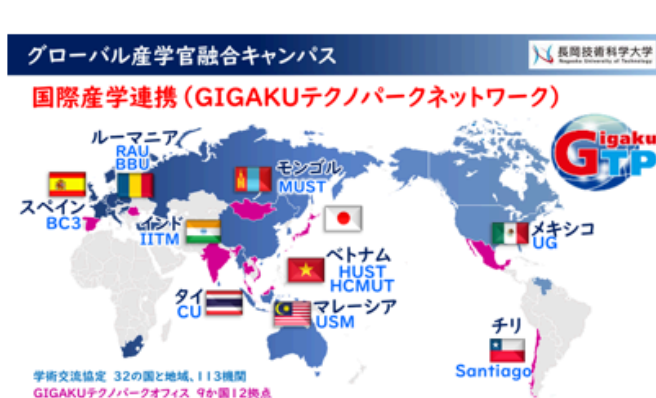 グローバル産学官融合キャンパス
長岡技術科学大学
Nagaoka University of Technology
国際産学連携（GIGAKUテクノパークネットワーク）
Gigaku
GTP
ルーマニア
RAU
BBU
モンゴル
MUST
スペイン
BC3
インド
IITM
メキシコ
UG
ベトナム
HUST
HCMUT
タイ
CU
マレーシア
USM
チリ
Santiago
学術交流協定 32の国と地域、113機関
GIGAKUテクノパークオフィス 9か国12拠点